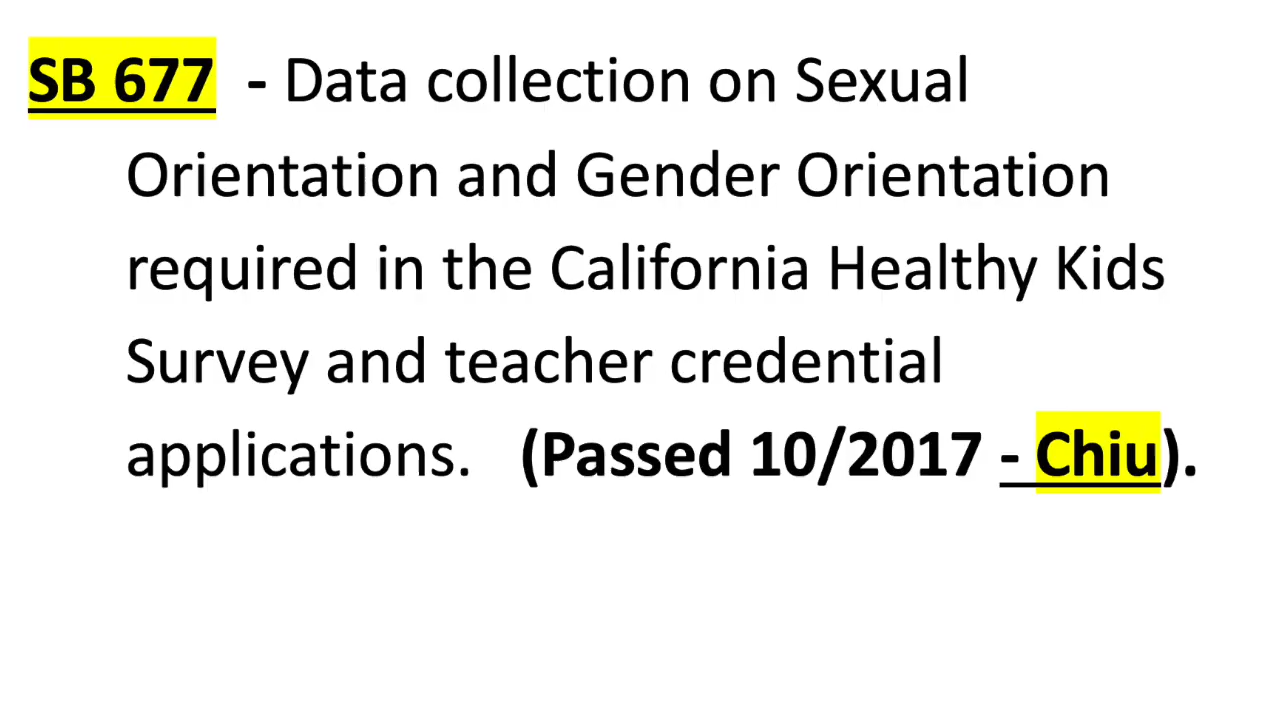 SB 677 - Data collection on Sexual
Orientation and Gender Orientation
required in the California Healthy Kids
Survey and teacher credential
applications. (Passed 10/2017 - Chiu).